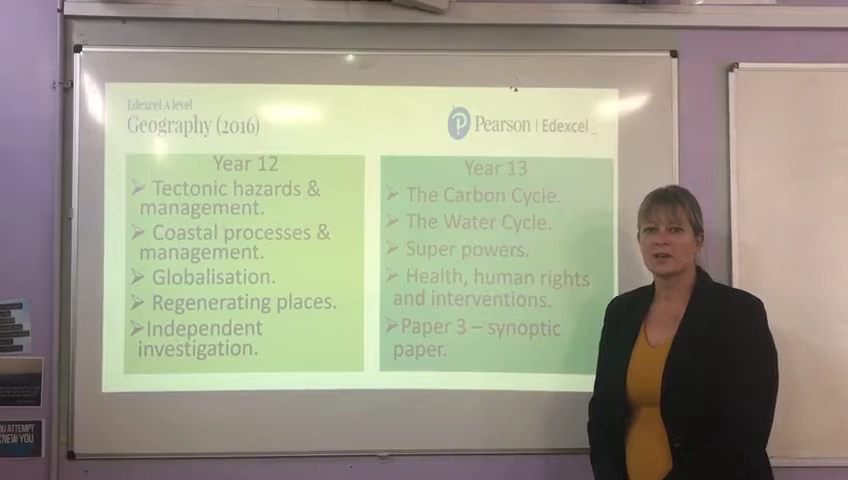 Edexcel A level
Geography (2016)
Pearson | Edexcel
Year 12
➢ Tectonic hazards &
management.
➢ Coastal processes &
management.
➢ Globalisation.
➢ Regenerating places.
➢Independent
investigation.
Year 13
➢ The Carbon Cycle.
➢ The Water Cycle.
➢ Super powers.
➢ Health, human rights
and interventions.
➢Paper 3 – synoptic
paper.
ATTEMPT
KNEW YOU